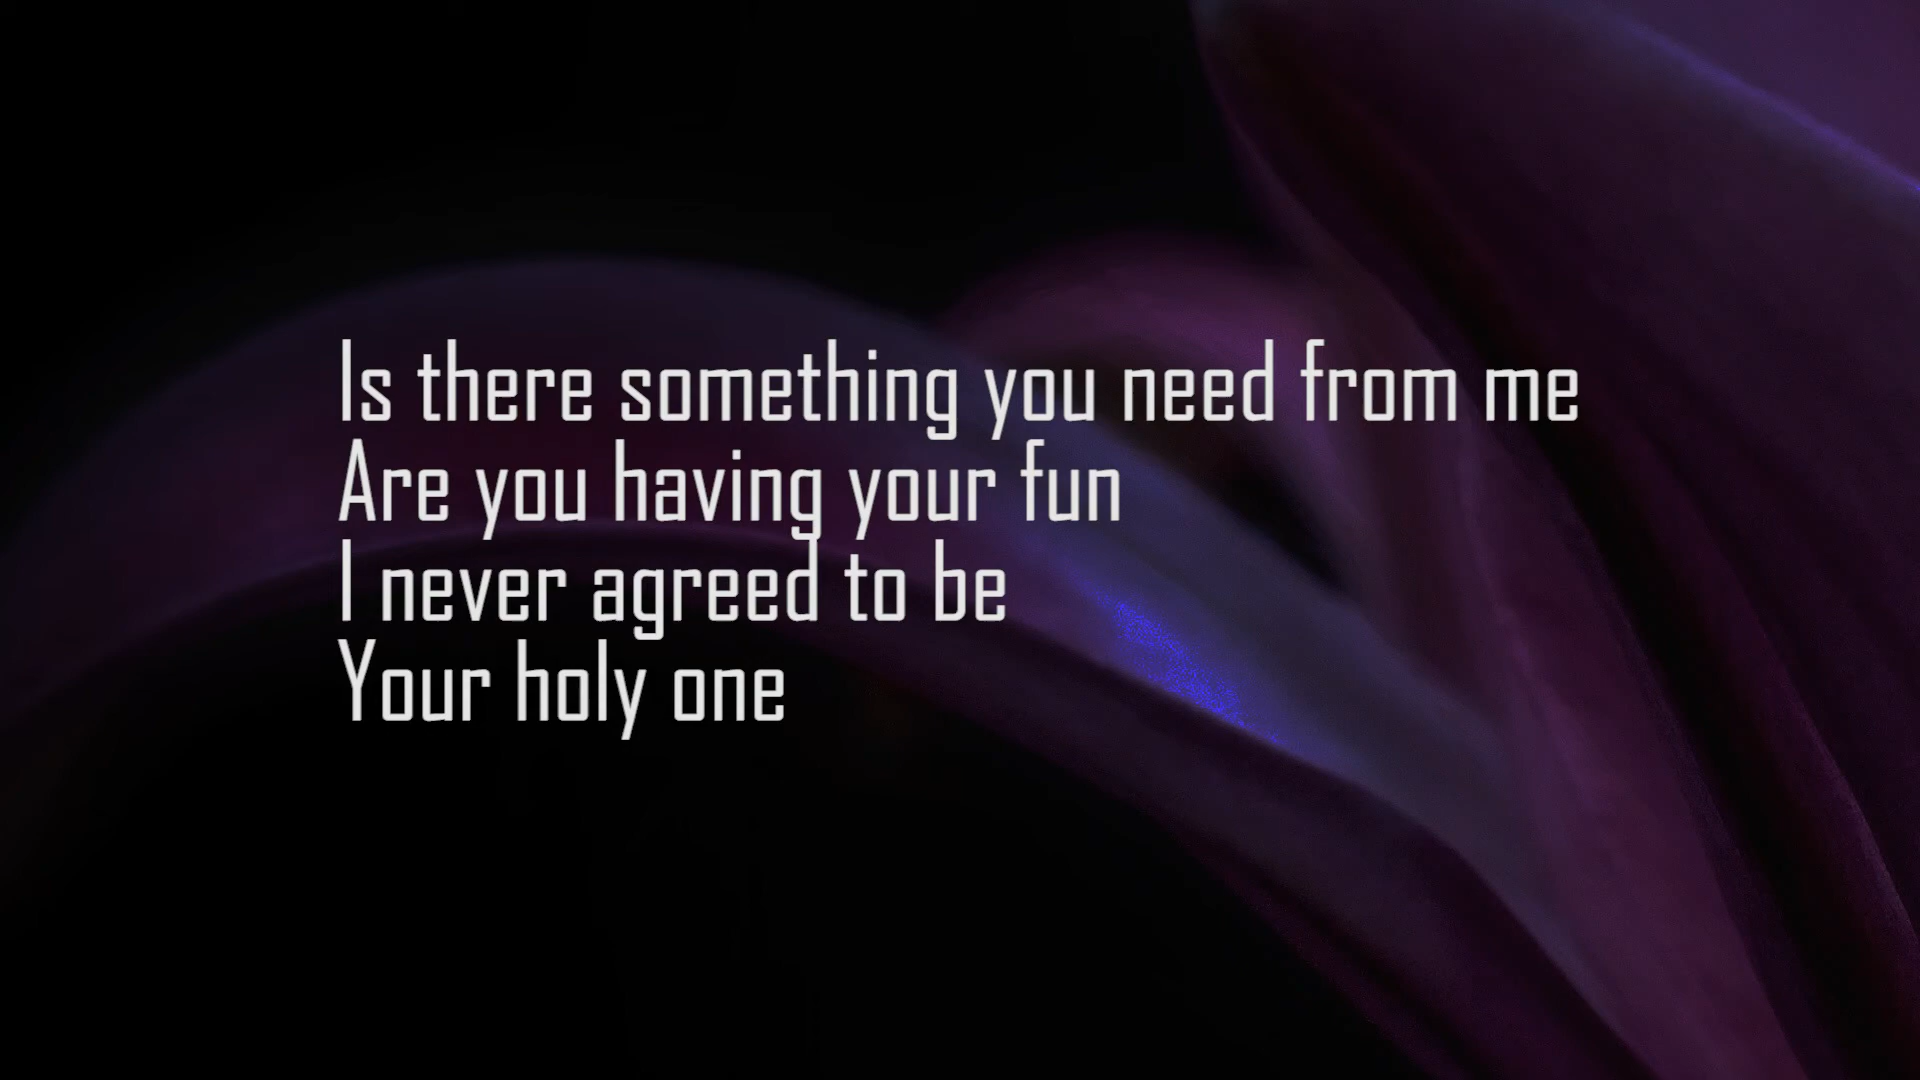 Is there something you need from me
Are you having your fun
I never agreed to be
Your holy one